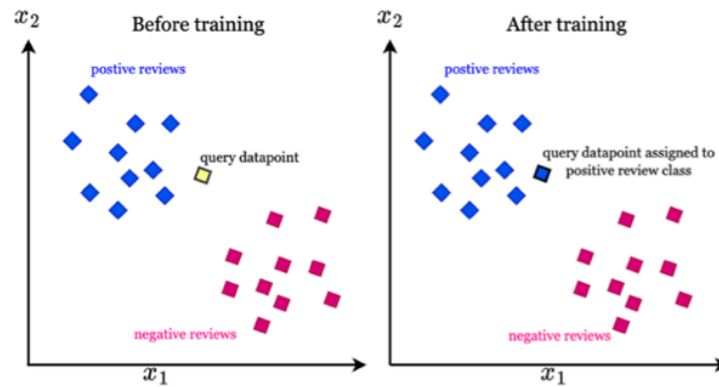 x₂
Before training
postive reviews
query datapoint
negative reviews
x₁
x₂
After training
postive reviews
query datapoint assigned to
positive review class
negative reviews
x₁